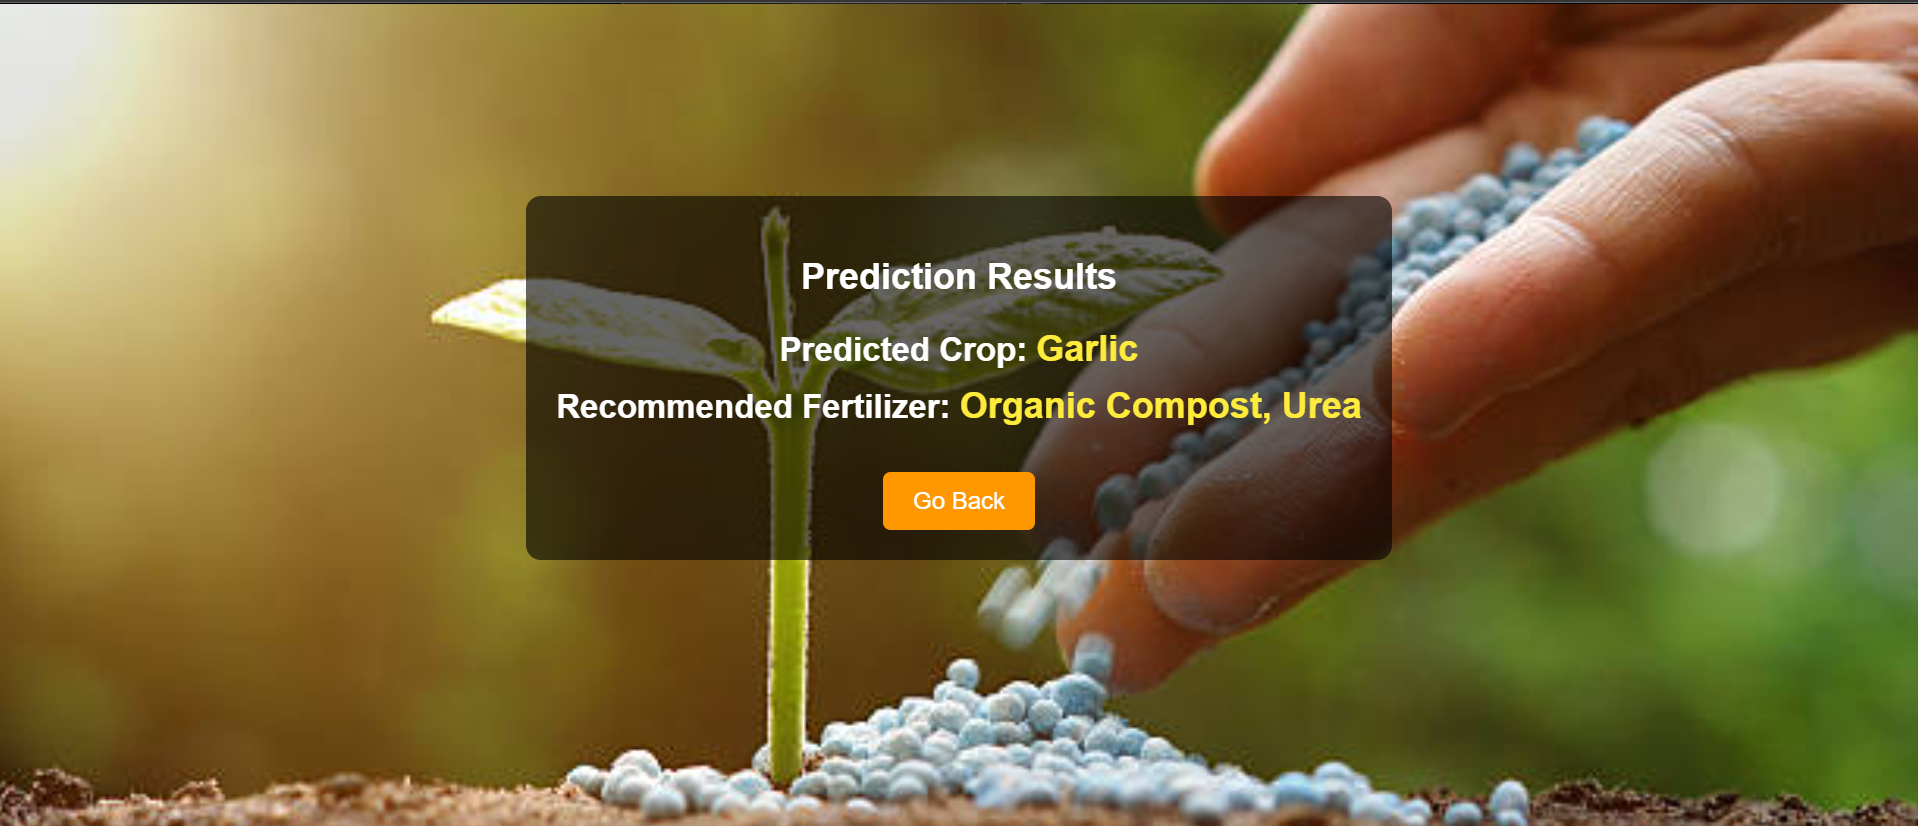 Prediction Results
Predicted Crop: Garlic
Recommended Fertilizer: Organic Compost, Urea
Go Back